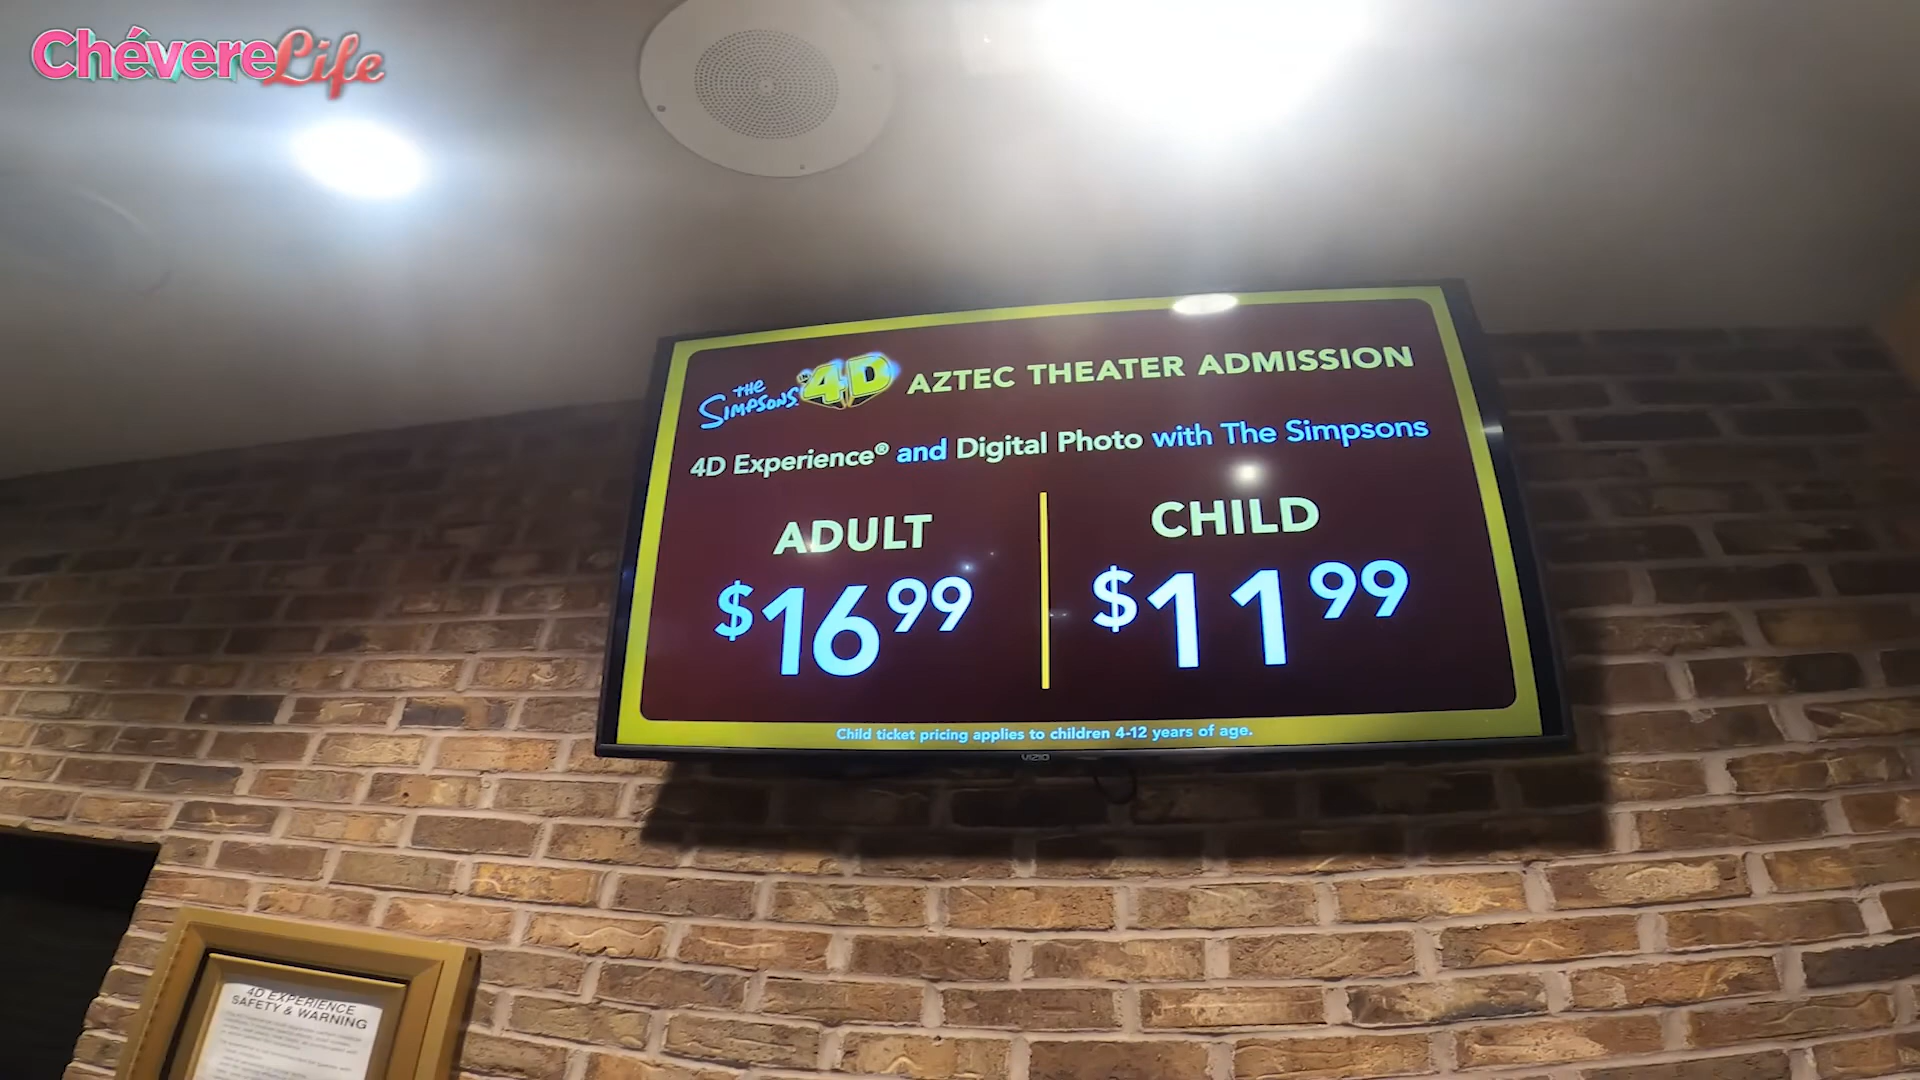 ChévereLife
THE SIMPSONS IN 4D AZTEC THEATER ADMISSION
4D Experience® and Digital Photo with The Simpsons
ADULT
$16 99
CHILD
$11 99
Child ticket pricing applies to children 4-12 years of age.
VIZIO
4D EXPERIENCE
SAFETY & WARNING